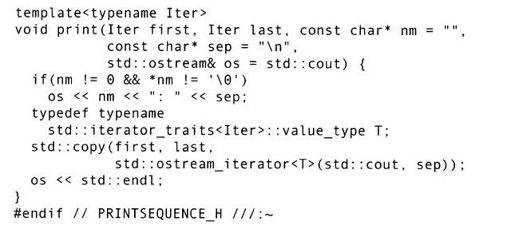 template<typename Iter>
void print(Iter first, Iter last, const char* nm = "",
           const char* sep = "\n",
           std::ostream& os = std::cout) {
  if(nm != 0 && *nm != '\0')
    os << nm << ": " << sep;
  typedef typename
    std::iterator_traits<Iter>::value_type T;
  std::copy(first, last,
            std::ostream_iterator<T>(std::cout, sep));
  os << std::endl;
}
#endif // PRINTSEQUENCE_H ///:~